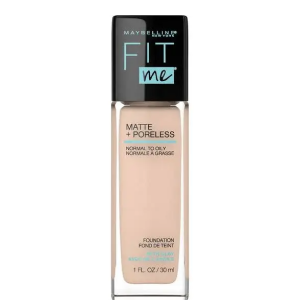 MAYBELLINE
NEW YORK
FIT
me®
MATTE
+ PORELESS
NORMAL TO OILY
NORMALE À GRASSE
FOUNDATION
FOND DE TEINT
1 FL. OZ / 30 ml